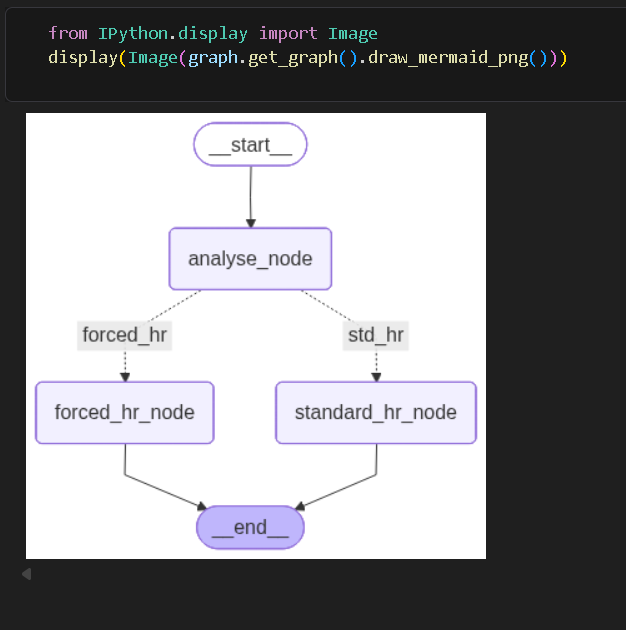 from IPython.display import Image
display(Image(graph.get_graph().draw_mermaid_png()))
__start__
analyse_node
forced_hr
std_hr
forced_hr_node
standard_hr_node
__end__